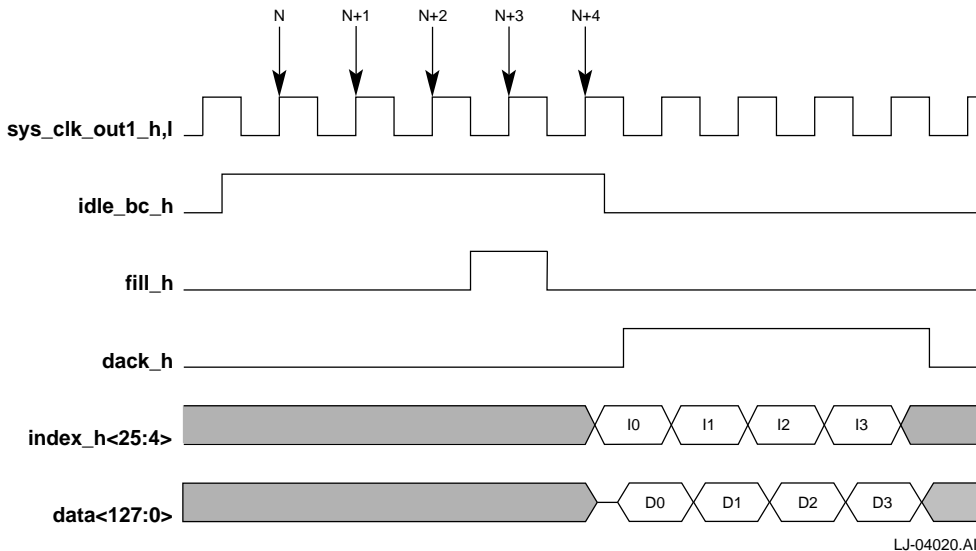 N N+1 N+2 N+3 N+4
sys_clk_out1_h,l
idle_bc_h
fill_h
dack_h
index_h<25:4> I0 I1 I2 I3
data<127:0> D0 D1 D2 D3
LJ-04020.AI